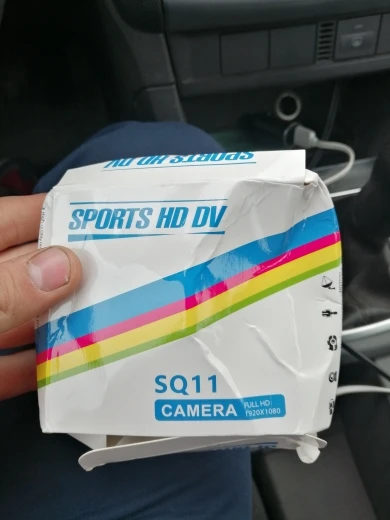 SPORTS HD DV
SPORTS HD DV
SQ11
CAMERA
FULL HD
1920X1080